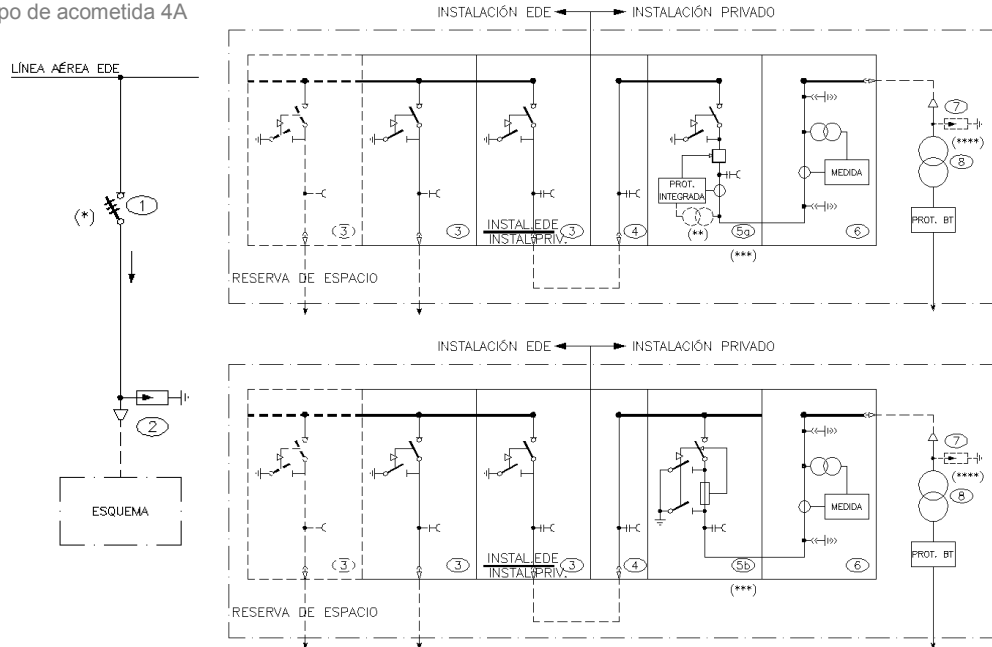 po de acometida 4A
LÍNEA AÉREA EDE
(*)
1
2
ESQUEMA
INSTALACIÓN EDE
INSTALACIÓN PRIVADO
PROT.
INTEGRADA
(**)
MEDIDA
3
3
INSTAL.EDE
INSTAL.PRIV.
3
4
5a
(***)
6
7
(****)
8
PROT. BT
RESERVA DE ESPACIO
INSTALACIÓN EDE
INSTALACIÓN PRIVADO
MEDIDA
3
3
INSTAL.EDE
INSTAL.PRIV.
3
4
5b
(***)
6
7
(****)
8
PROT. BT
RESERVA DE ESPACIO